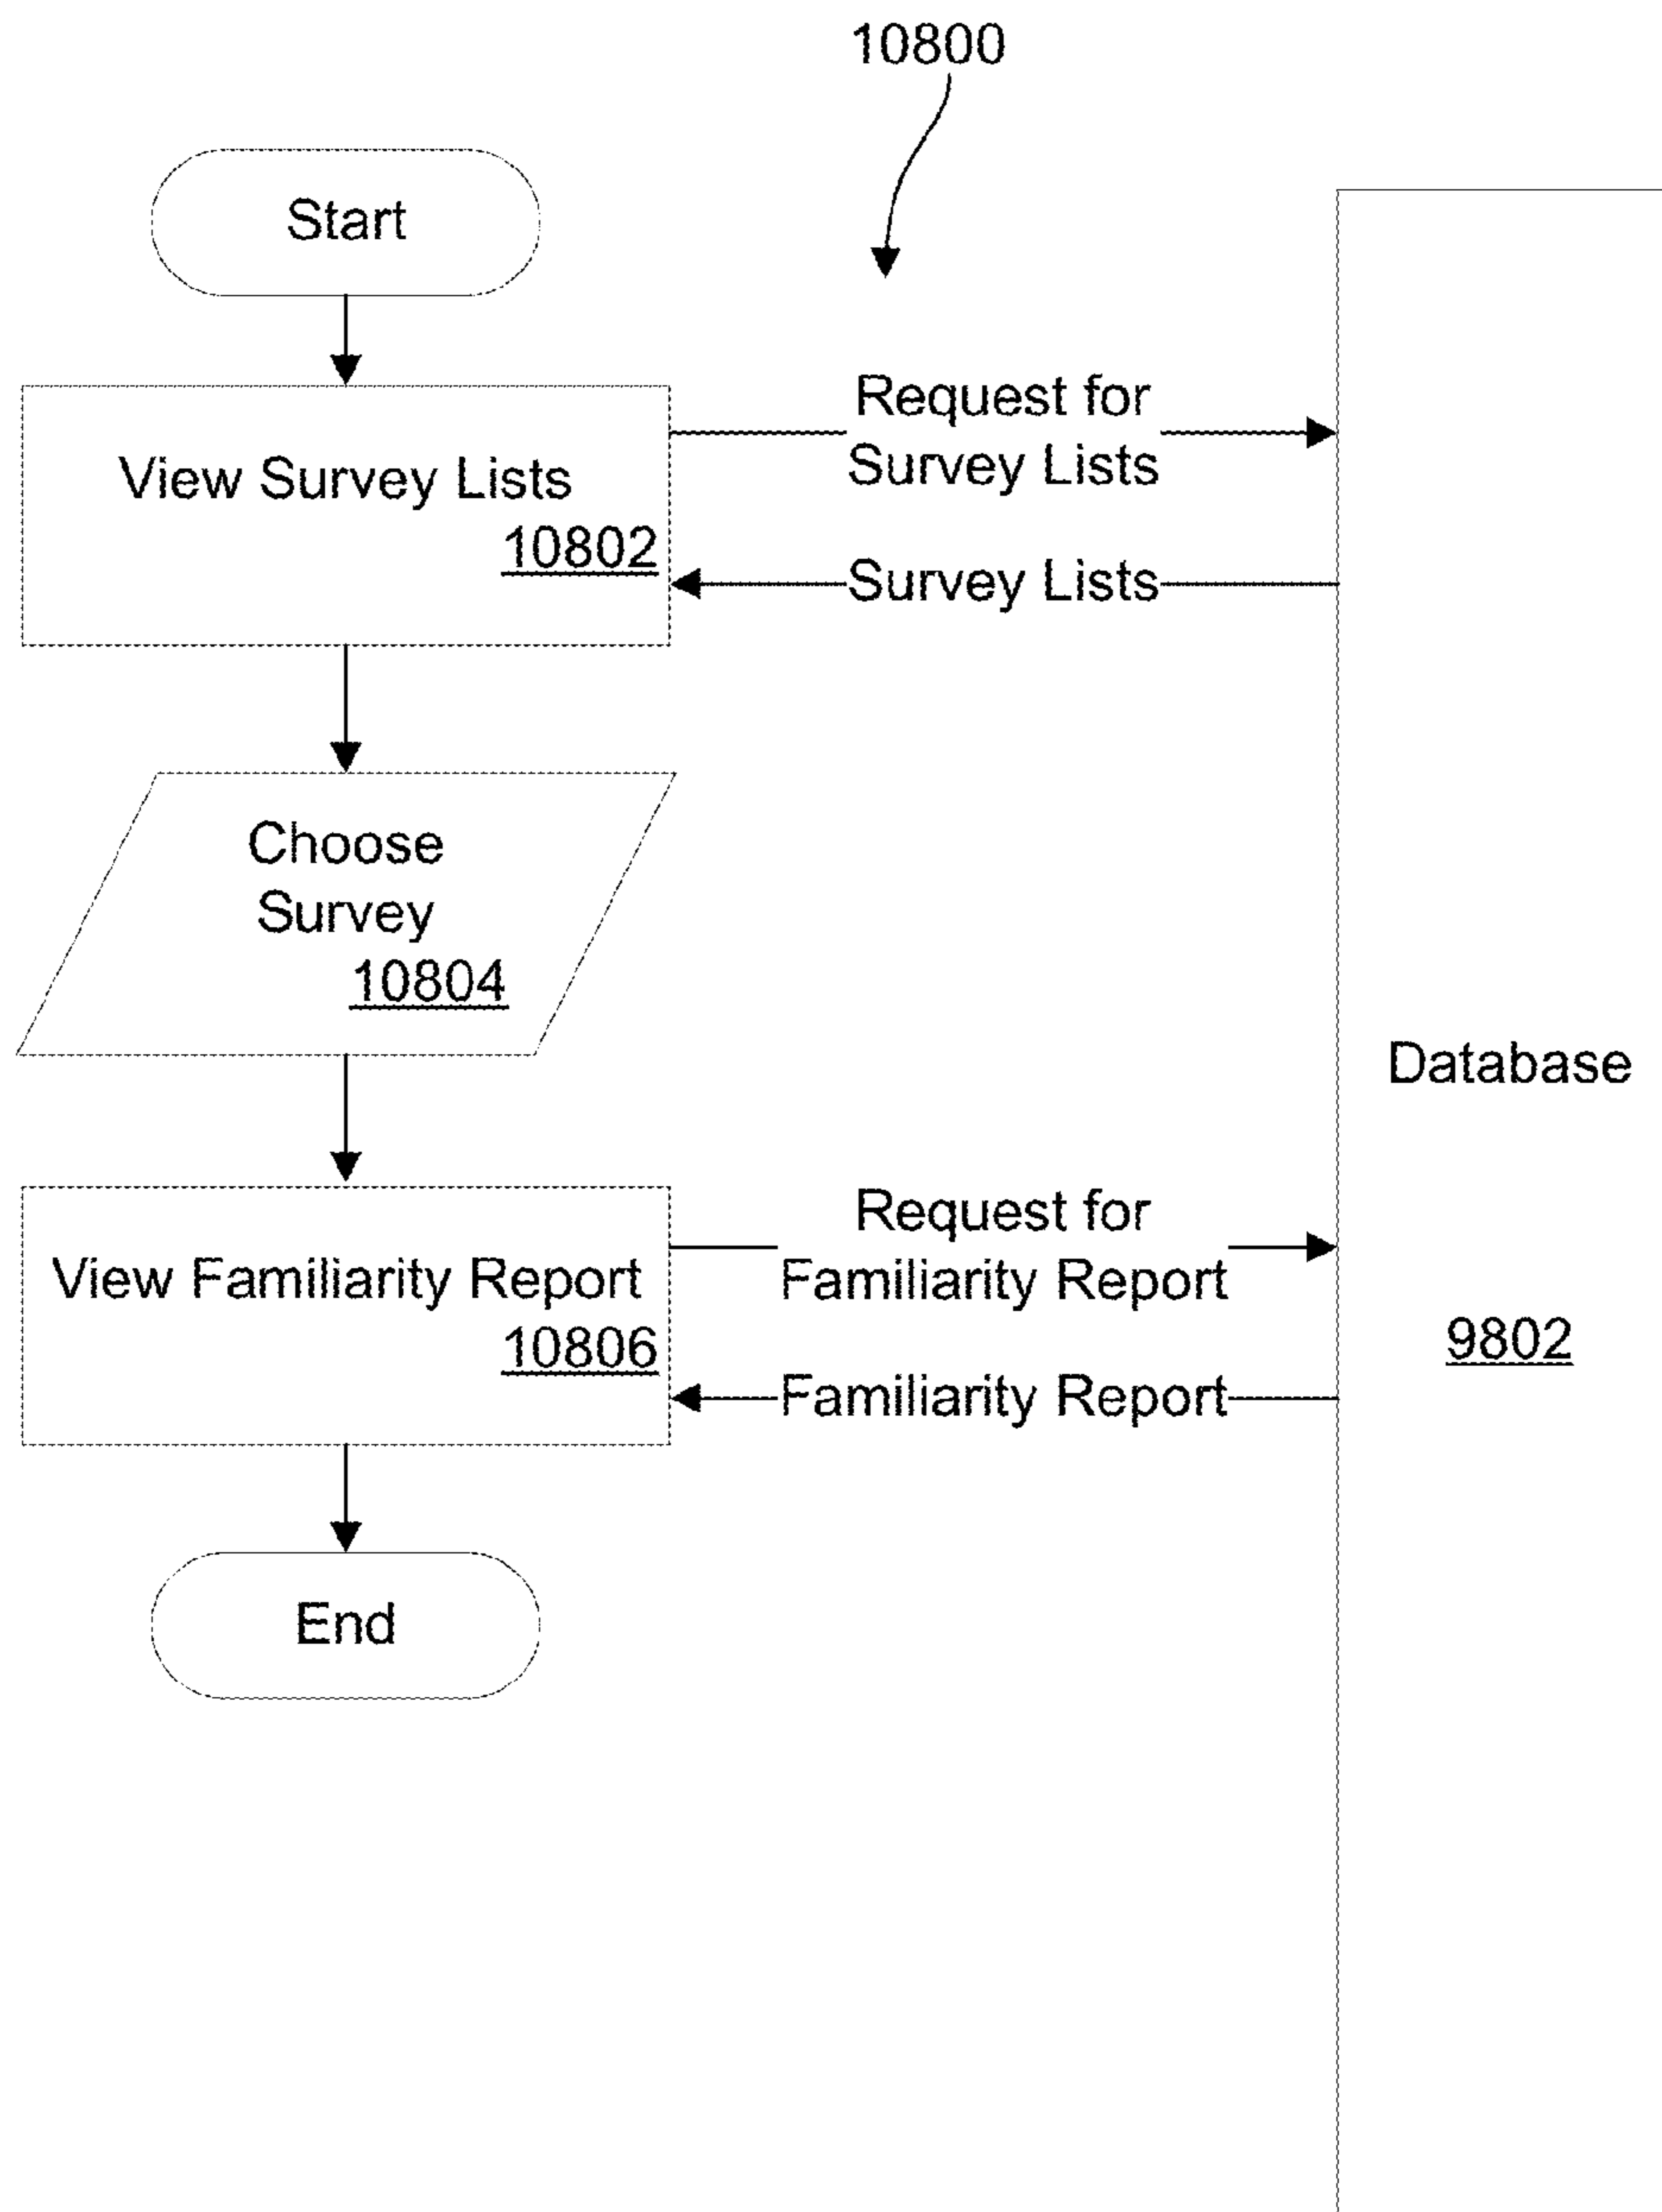 10800
Start
Request for
Survey Lists
View Survey Lists
10802
Survey Lists
Choose
Survey
10804
Database
9802
Request for
Familiarity Report
View Familiarity Report
10806
Familiarity Report
End